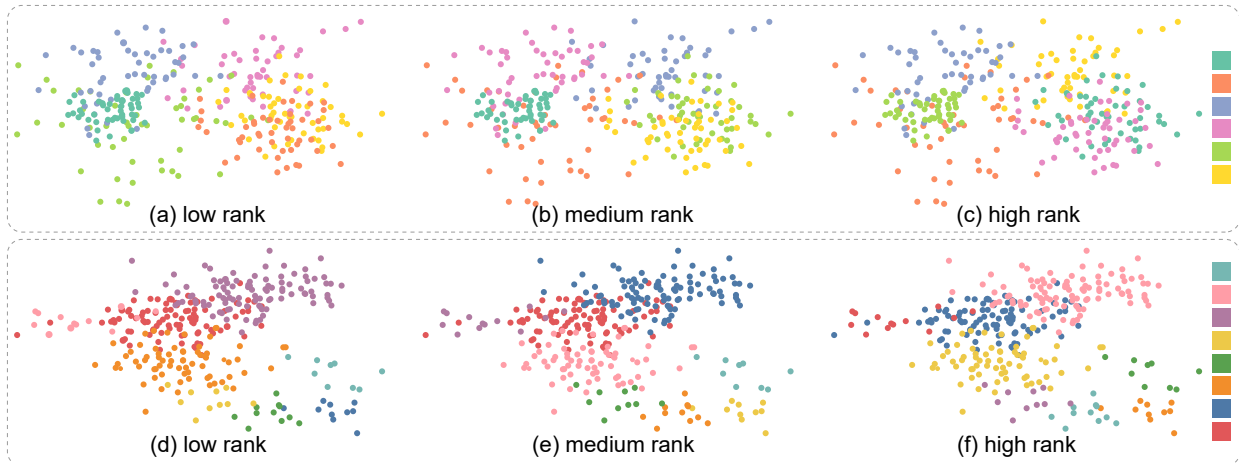 (a) low rank
(b) medium rank
(c) high rank
(d) low rank
(e) medium rank
(f) high rank